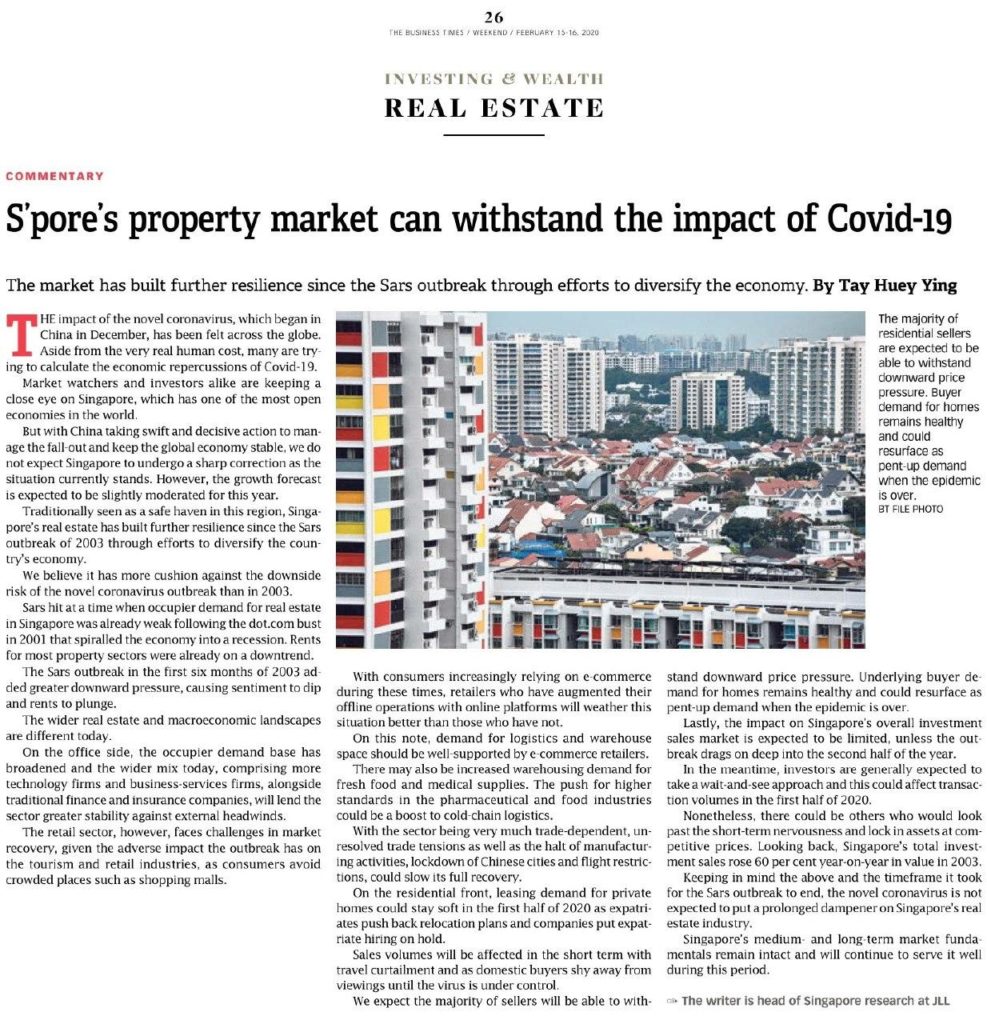 26
THE BUSINESS TIMES / WEEKEND / FEBRUARY 15-16, 2020
INVESTING & WEALTH
REAL ESTATE
COMMENTARY
S'pore's property market can withstand the impact of Covid-19
The market has built further resilience since the Sars outbreak through efforts to diversify the economy. By Tay Huey Ying
THE impact of the novel coronavirus, which began in
China in December, has been felt across the globe.
Aside from the very real human cost, many are try-
ing to calculate the economic repercussions of Covid-19.
Market watchers and investors alike are keeping a
close eye on Singapore, which has one of the most open
economies in the world.
But with China taking swift and decisive action to man-
age the fall-out and keep the global economy stable, we do
not expect Singapore to undergo a sharp correction as the
situation currently stands. However, the growth forecast
is expected to be slightly moderated for this year.
Traditionally seen as a safe haven in this region, Singa-
pore's real estate has built further resilience since the Sars
outbreak of 2003 through efforts to diversify the coun-
try's economy.
We believe it has more cushion against the downside
risk of the novel coronavirus outbreak than in 2003.
Sars hit at a time when occupier demand for real estate
in Singapore was already weak following the dot.com bust
in 2001 that spiralled the economy into a recession. Rents
for most property sectors were already on a downtrend.
The Sars outbreak in the first six months of 2003 ad-
ded greater downward pressure, causing sentiment to dip
and rents to plunge.
The wider real estate and macroeconomic landscapes
are different today.
On the office side, the occupier demand base has
broadened and the wider mix today, comprising more
technology firms and business-services firms, alongside
traditional finance and insurance companies, will lend the
sector greater stability against external headwinds.
The retail sector, however, faces challenges in market
recovery, given the adverse impact the outbreak has on
the tourism and retail industries, as consumers avoid
crowded places such as shopping malls.
The majority of
residential sellers
are expected to be
able to withstand
downward price
pressure. Buyer
demand for homes
remains healthy
and could
resurface as
pent-up demand
when the epidemic
is over.
BT FILE PHOTO
With consumers increasingly relying on e-commerce
during these times, retailers who have augmented their
offline operations with online platforms will weather this
situation better than those who have not.
On this note, demand for logistics and warehouse
space should be well-supported by e-commerce retailers.
There may also be increased warehousing demand for
fresh food and medical supplies. The push for higher
standards in the pharmaceutical and food industries
could be a boost to cold-chain logistics.
With the sector being very much trade-dependent, un-
resolved trade tensions as well as the halt of manufactur-
ing activities, lockdown of Chinese cities and flight restric-
tions, could slow its full recovery.
On the residential front, leasing demand for private
homes could stay soft in the first half of 2020 as expatri-
ates push back relocation plans and companies put expat-
riate hiring on hold.
Sales volumes will be affected in the short term with
travel curtailment and as domestic buyers shy away from
viewings until the virus is under control.
We expect the majority of sellers will be able to with-
stand downward price pressure. Underlying buyer de-
mand for homes remains healthy and could resurface as
pent-up demand when the epidemic is over.
Lastly, the impact on Singapore's overall investment
sales market is expected to be limited, unless the out-
break drags on deep into the second half of the year.
In the meantime, investors are generally expected to
take a wait-and-see approach and this could affect transac-
tion volumes in the first half of 2020.
Nonetheless, there could be others who would look
past the short-term nervousness and lock in assets at com-
petitive prices. Looking back, Singapore's total invest-
ment sales rose 60 per cent year-on-year in value in 2003.
Keeping in mind the above and the timeframe it took
for the Sars outbreak to end, the novel coronavirus is not
expected to put a prolonged dampener on Singapore's real
estate industry.
Singapore's medium- and long-term market funda-
mentals remain intact and will continue to serve it well
during this period.
The writer is head of Singapore research at JLL